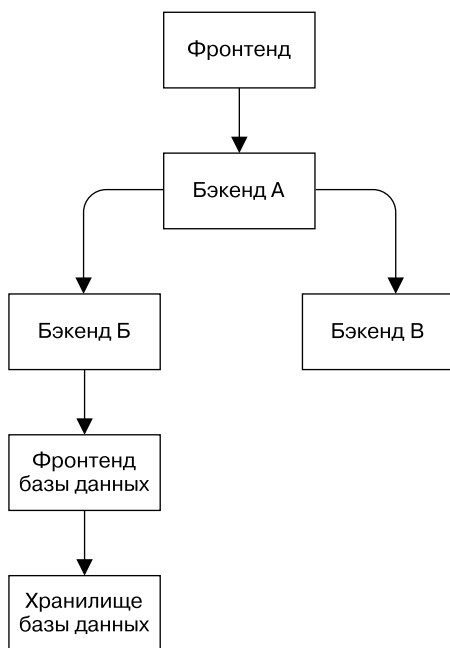 Фронтенд
Бэкенд А
Бэкенд Б
Бэкенд В
Фронтенд
базы данных
Хранилище
базы данных